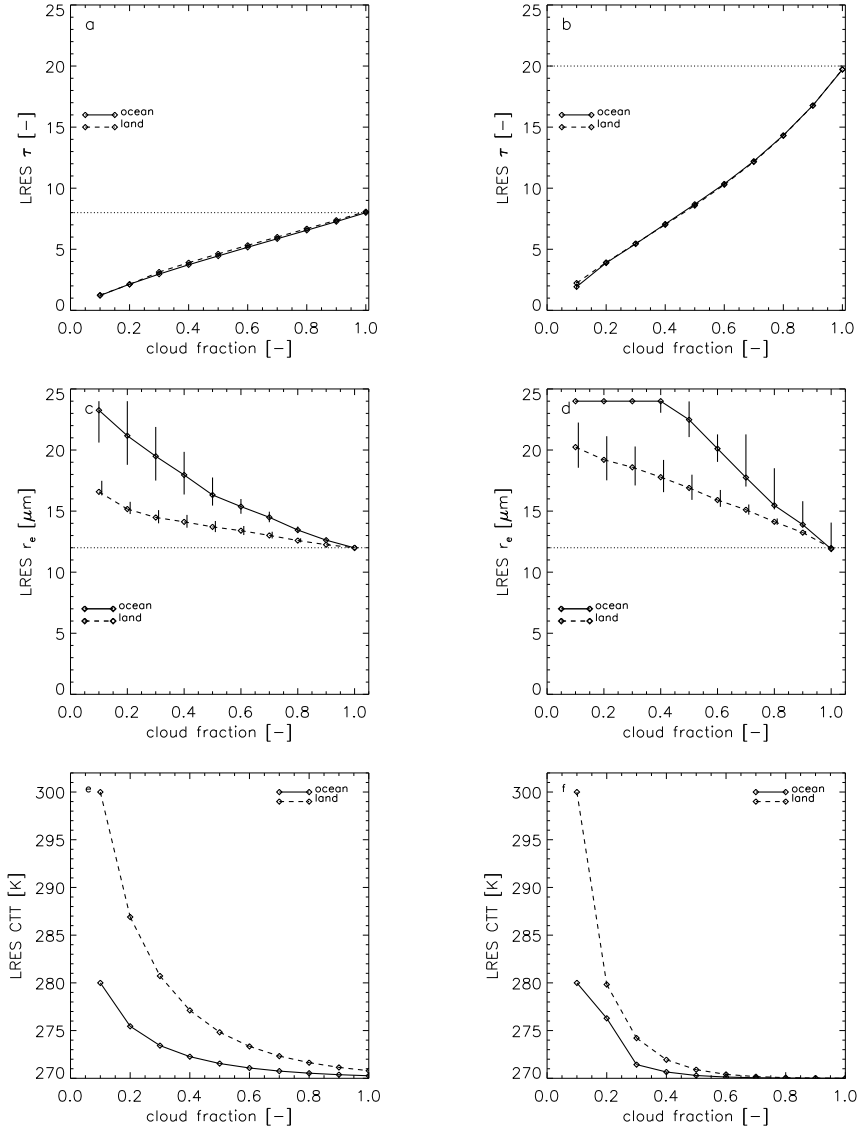 25
20
15
10
5
0
LRES τ [-]
a
ocean
land
0.0 0.2 0.4 0.6 0.8 1.0
cloud fraction [-]
25
20
15
10
5
0
LRES τ [-]
b
ocean
land
0.0 0.2 0.4 0.6 0.8 1.0
cloud fraction [-]
25
20
15
10
5
0
LRES rₑ [μm]
c
ocean
land
0.0 0.2 0.4 0.6 0.8 1.0
cloud fraction [-]
25
20
15
10
5
0
LRES rₑ [μm]
d
ocean
land
0.0 0.2 0.4 0.6 0.8 1.0
cloud fraction [-]
300
295
290
285
280
275
270
LRES CTT [K]
e
ocean
land
0.0 0.2 0.4 0.6 0.8 1.0
cloud fraction [-]
300
295
290
285
280
275
270
LRES CTT [K]
f
ocean
land
0.0 0.2 0.4 0.6 0.8 1.0
cloud fraction [-]